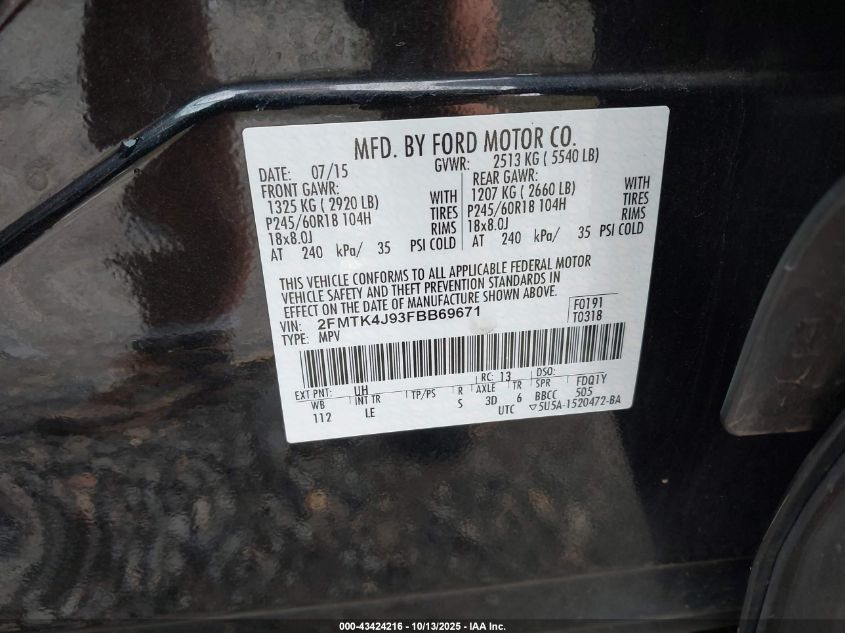 MFD. BY FORD MOTOR CO.
DATE: 07/15 GVWR: 2513 KG ( 5540 LB)
FRONT GAWR: REAR GAWR:
1325 KG ( 2920 LB) WITH 1207 KG ( 2660 LB) WITH
P245/60R18 104H TIRES P245/60R18 104H TIRES
18x8.0J RIMS 18x8.0J RIMS
AT 240 kPa/ 35 PSI COLD AT 240 kPa/ 35 PSI COLD
THIS VEHICLE CONFORMS TO ALL APPLICABLE FEDERAL MOTOR
VEHICLE SAFETY AND THEFT PREVENTION STANDARDS IN
EFFECT ON THE DATE OF MANUFACTURE SHOWN ABOVE.
VIN: 2FMTK4J93FBB69671 F0191
TYPE: MPV T0318
EXT PNT: UH RC: 13 DSO: FDQ1Y
WB INT TR TP/PS R AXLE TR SPR
112 LE S 3D 6 BBCC 505
UTC ▽5U5A-1520472-BA
000-43424216 - 10/13/2025 - IAA Inc.